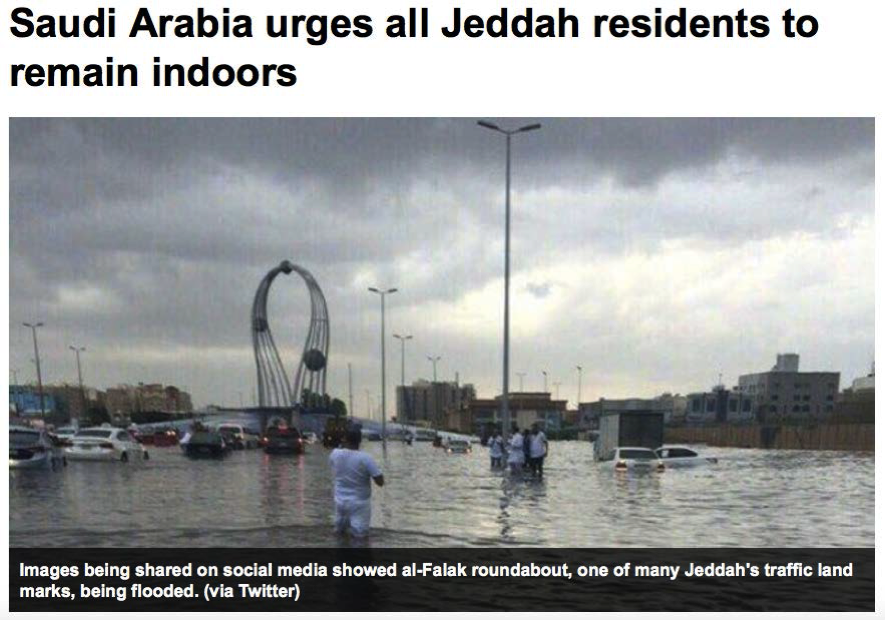 Saudi Arabia urges all Jeddah residents to
remain indoors
Images being shared on social media showed al-Falak roundabout, one of many Jeddah's traffic land
marks, being flooded. (via Twitter)